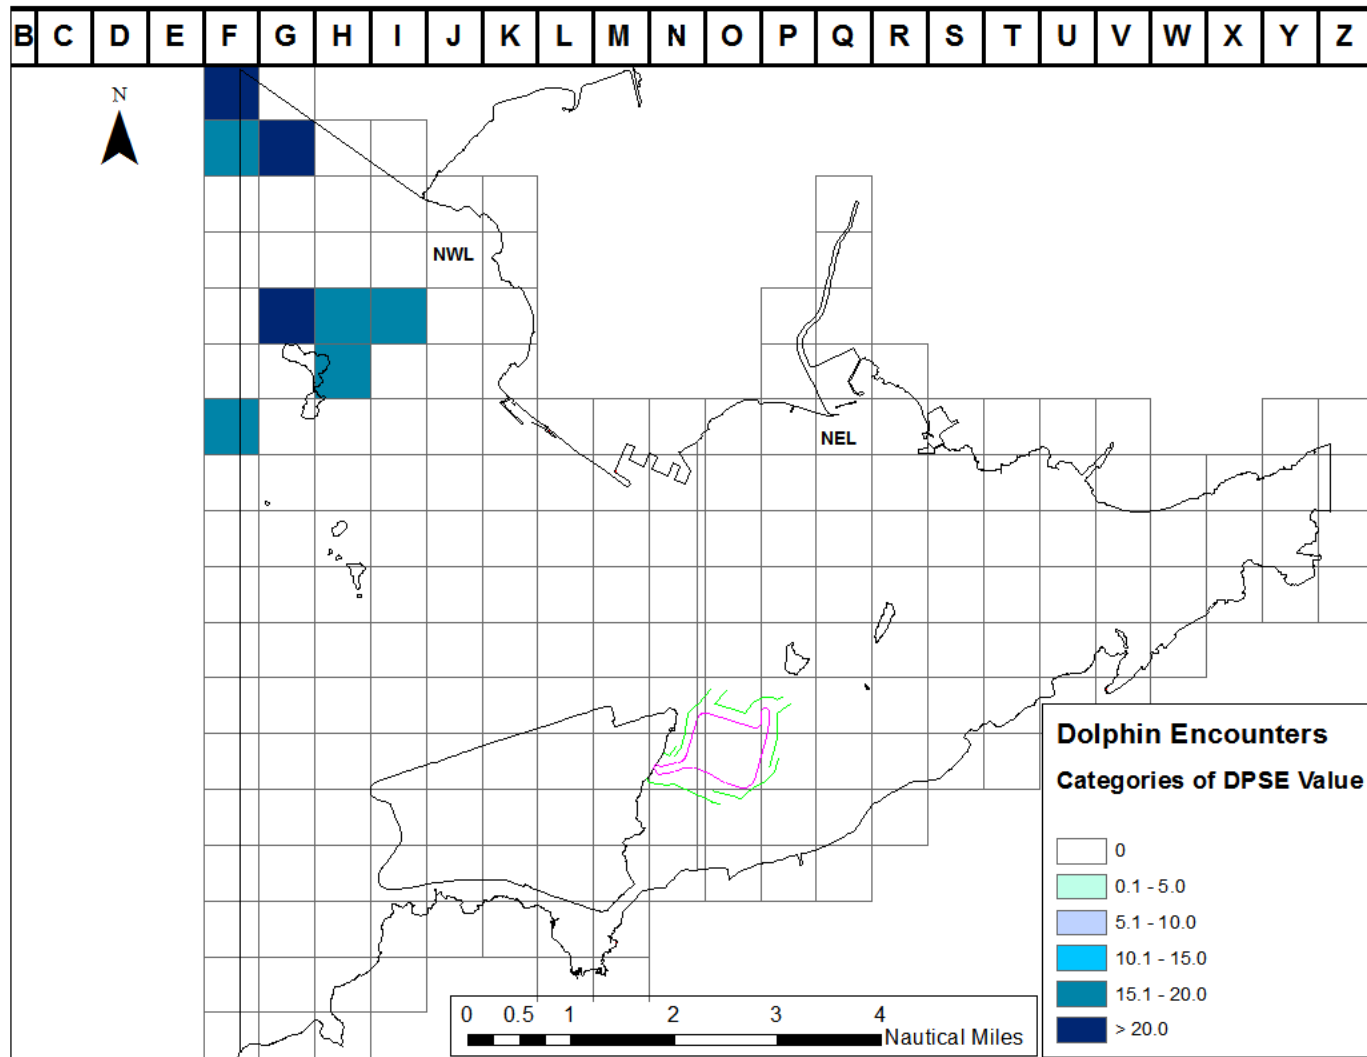 B C D E F G H I J K L M N O P Q R S T U V W X Y Z
N
NWL
NEL
Dolphin Encounters
Categories of DPSE Value
0
0.1 - 5.0
5.1 - 10.0
10.1 - 15.0
15.1 - 20.0
> 20.0
0 0.5 1 2 3 4
Nautical Miles